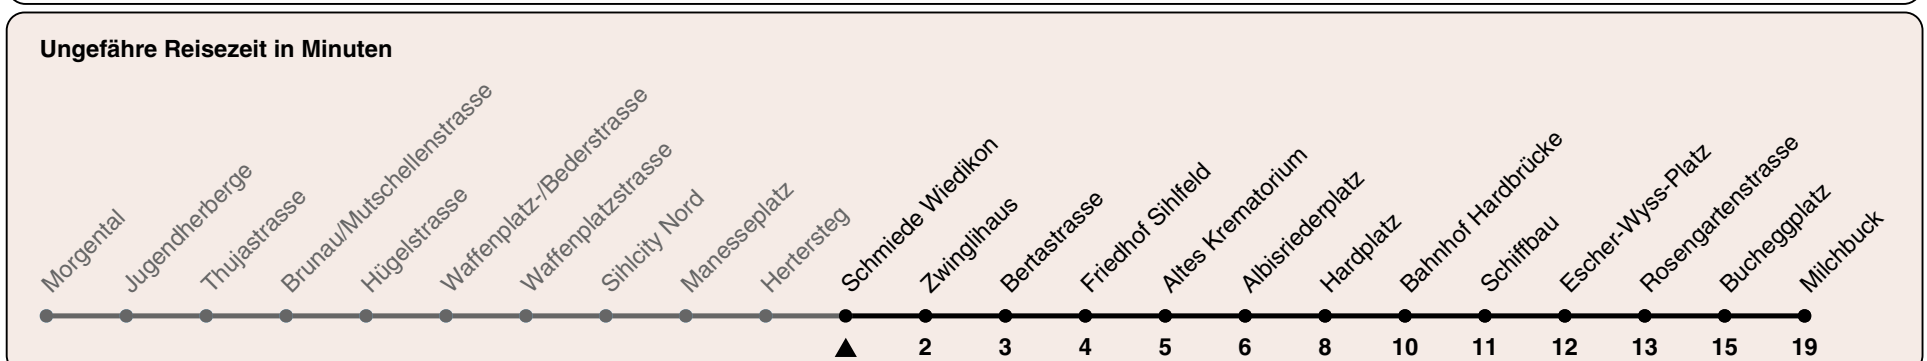 Ungefähre Reisezeit in Minuten
Morgental
Jugendherberge
Thujastrasse
Brunau/Mutschellenstrasse
Hügelstrasse
Waffenplatz-/Bederstrasse
Waffenplatzstrasse
Sihlcity Nord
Manesseplatz
Hertersteg
Schmiede Wiedikon
Zwinglihaus
Bertastrasse
Friedhof Sihlfeld
Altes Krematorium
Albisriederplatz
Hardplatz
Bahnhof Hardbrücke
Schiffbau
Escher-Wyss-Platz
Rosengartenstrasse
Bucheggplatz
Milchbuck
2 3 4 5 6 8 10 11 12 13 15 19